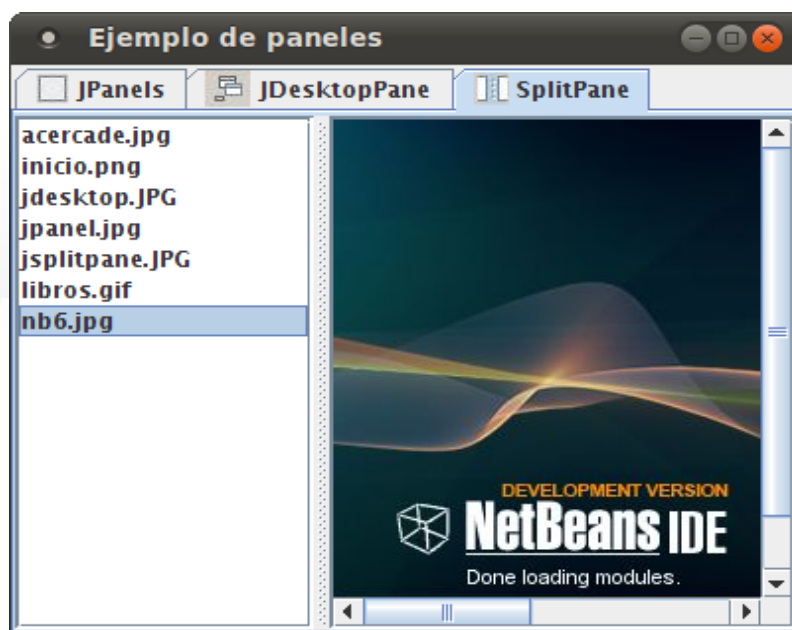 Ejemplo de paneles
JPanels JDesktopPane SplitPane
acercade.jpg
inicio.png
jdesktop.JPG
jpanel.jpg
jsplitpane.JPG
libros.gif
nb6.jpg
DEVELOPMENT VERSION
NetBeans IDE
Done loading modules.